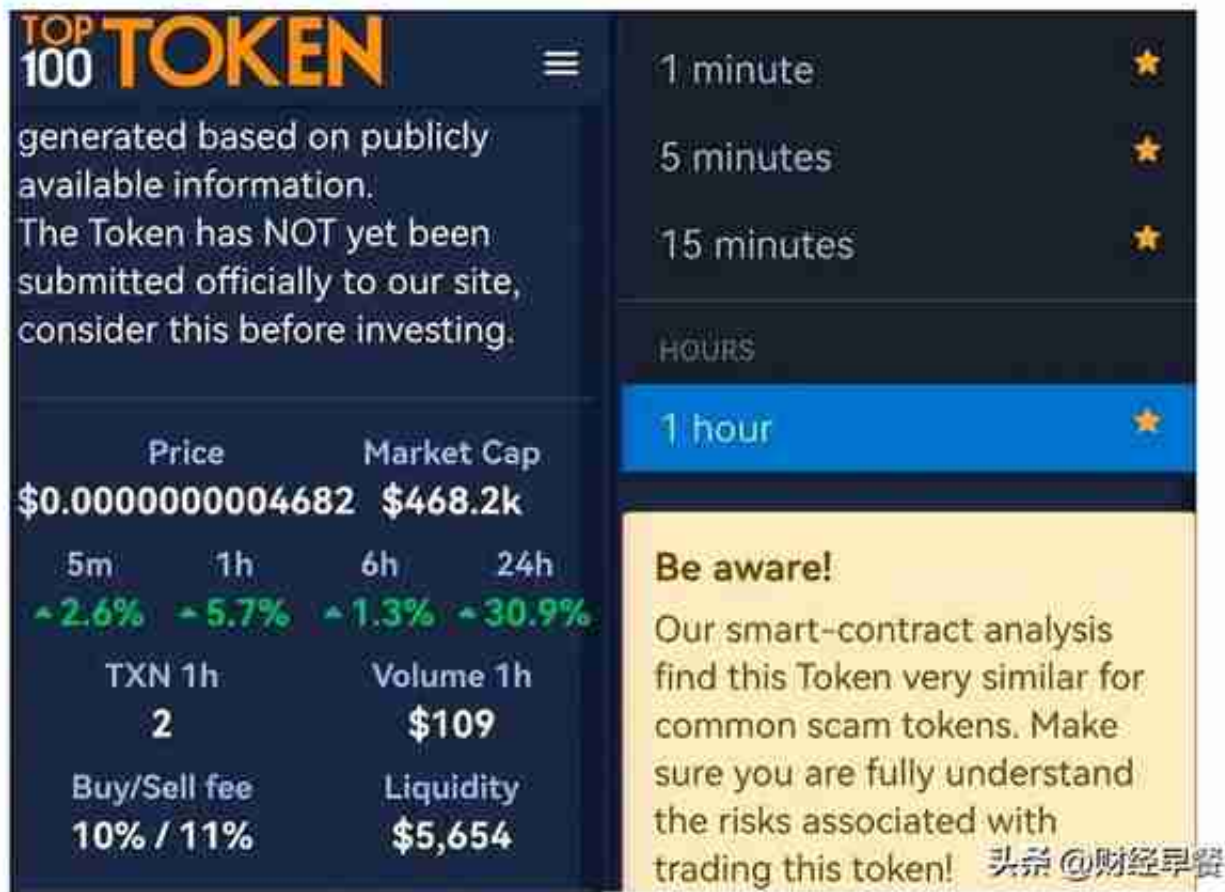 TOP
100 TOKEN
generated based on publicly
available information.
The Token has NOT yet been
submitted officially to our site,
consider this before investing.
Price Market Cap
$0.0000000004682 $468.2k
5m 1h 6h 24h
2.6% 5.7% 1.3% 30.9%
TXN 1h Volume 1h
2 $109
Buy/Sell fee Liquidity
10% / 11% $5,654
1 minute
5 minutes
15 minutes
HOURS
1 hour
Be aware!
Our smart-contract analysis
find this Token very similar for
common scam tokens. Make
sure you are fully understand
the risks associated with
trading this token!
头条 @财经早餐